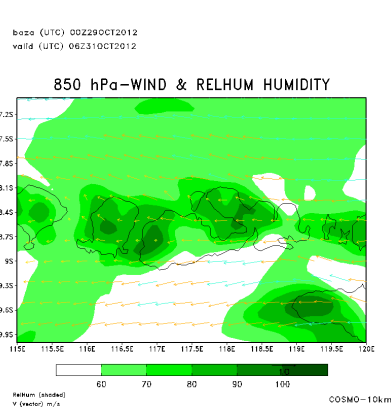 baza (UTC) 00Z29OCT2012
valid (UTC) 06Z31OCT2012
850 hPa-WIND & RELHUM HUMIDITY
7.2S
7.5S
7.8S
8.1S
8.4S
8.7S
9S
9.3S
9.6S
9.9S
115E 115.5E 116E 116.5E 117E 117.5E 118E 118.5E 119E 119.5E 120E
10
60 70 80 90 100
RelHum (shaded)
V (vector) m/s
COSMO-10km